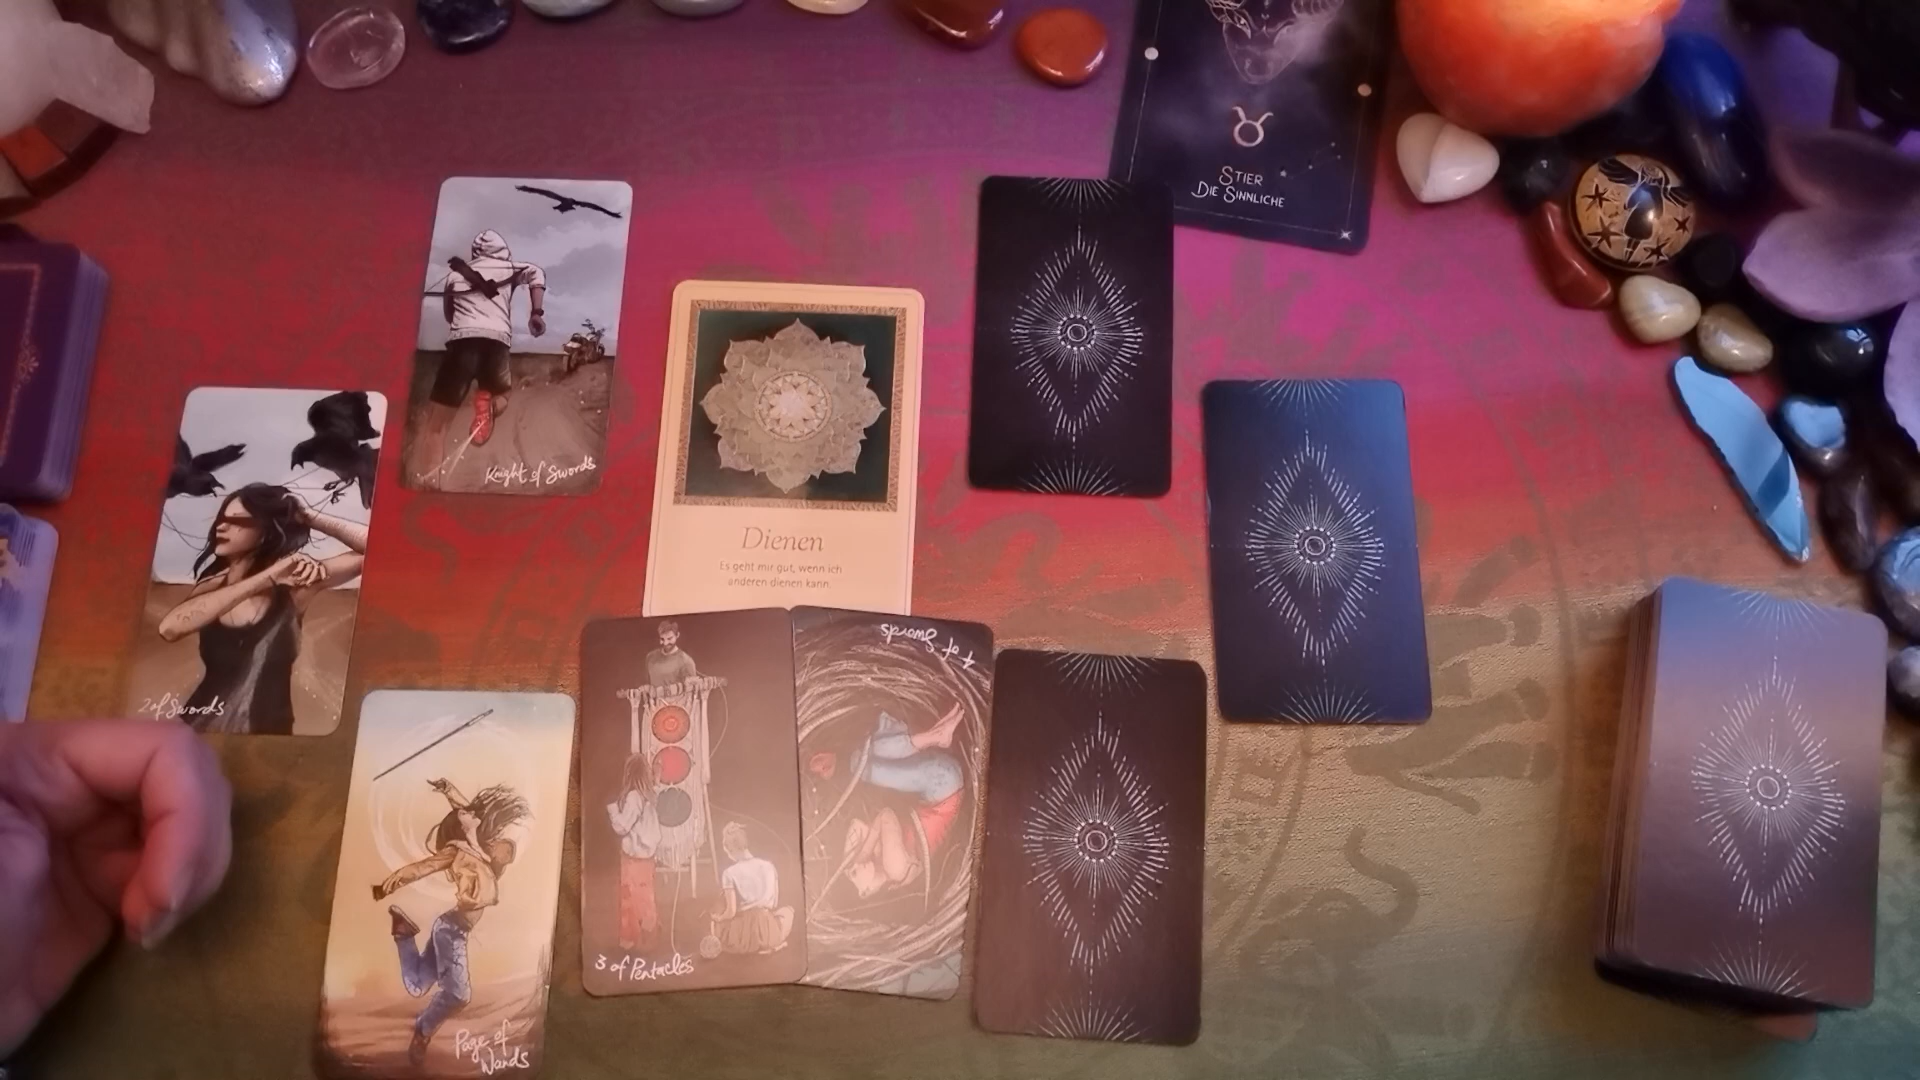 STIER
DIE SINNLICHE
Knight of Swords
Dienen
Es geht mir gut, wenn ich
anderen dienen kann.
2 of Swords
4 of Swords
3 of Pentacles
Page of
Wands